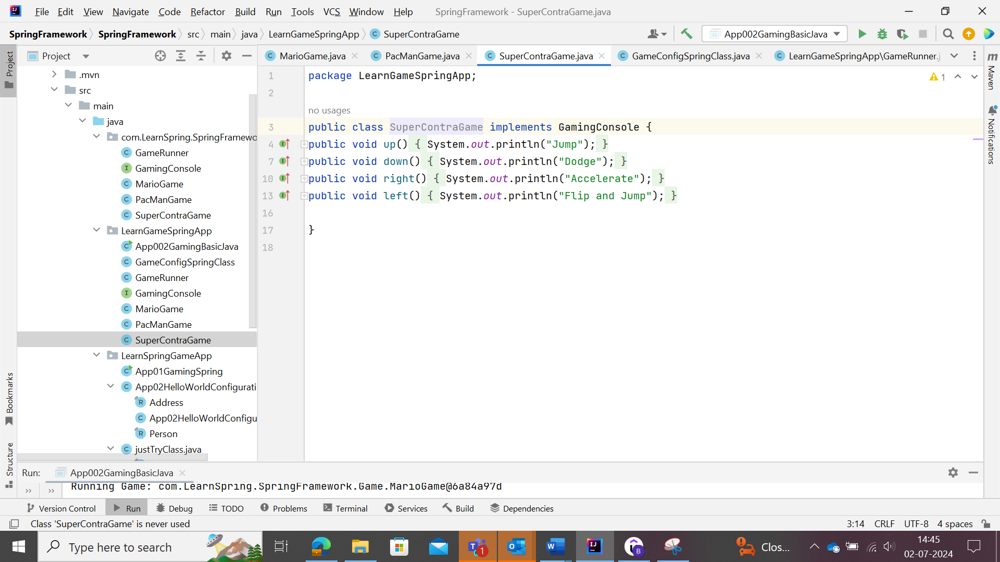 File Edit View Navigate Code Refactor Build Run Tools VCS Window Help SpringFramework - SuperContraGame.java
SpringFramework SpringFramework src main java LearnGameSpringApp SuperContraGame App002GamingBasicJava
Project
MarioGame.java PacManGame.java SuperContraGame.java GameConfigSpringClass.java LearnGameSpringApp\GameRunner.j
Project
.mvn
src
main
java
com.LearnSpring.SpringFramewo
GameRunner
GamingConsole
MarioGame
PacManGame
SuperContraGame
LearnGameSpringApp
App002GamingBasicJava
GameConfigSpringClass
GameRunner
GamingConsole
MarioGame
PacManGame
SuperContraGame
LearnSpringGameApp
App01GamingSpring
App02HelloWorldConfigurati
Address
App02HelloWorldConfigu
Person
justTryClass.java
Bookmarks
Structure
1 package LearnGameSpringApp;
2
no usages
3 public class SuperContraGame implements GamingConsole {
4 public void up() { System.out.println("Jump"); }
7 public void down() { System.out.println("Dodge"); }
10 public void right() { System.out.println("Accelerate"); }
13 public void left() { System.out.println("Flip and Jump"); }
16
17 }
18
1
Maven
Notifications
Run: App002GamingBasicJava
Running Game: com.LearnSpring.SpringFramework.Game.MarioGame@6a84a97d
Version Control Run Debug TODO Problems Terminal Services Build Dependencies
Class 'SuperContraGame' is never used 3:14 CRLF UTF-8 4 spaces
Type here to search
1
Clos...
14:45
02-07-2024